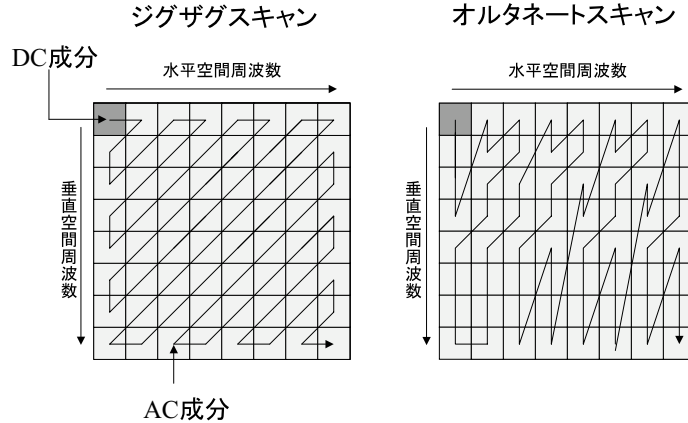 ジグザグスキャン
オルタネートスキャン
DC成分
水平空間周波数
水平空間周波数
垂直空間周波数
垂直空間周波数
AC成分